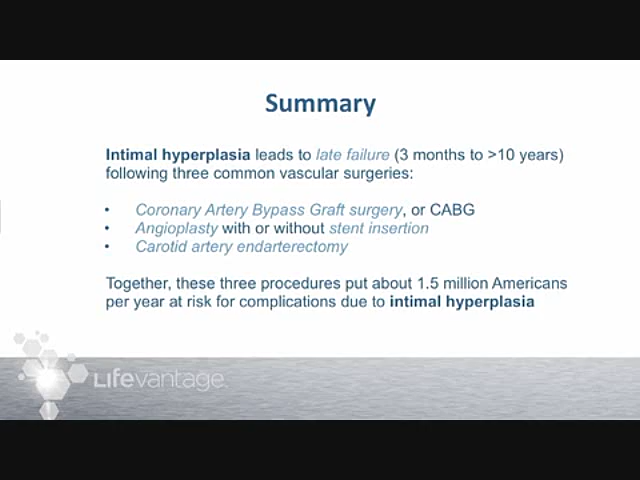 Summary
Intimal hyperplasia leads to late failure (3 months to >10 years)
following three common vascular surgeries:
• Coronary Artery Bypass Graft surgery, or CABG
• Angioplasty with or without stent insertion
• Carotid artery endarterectomy
Together, these three procedures put about 1.5 million Americans
per year at risk for complications due to intimal hyperplasia
LIFEvantage